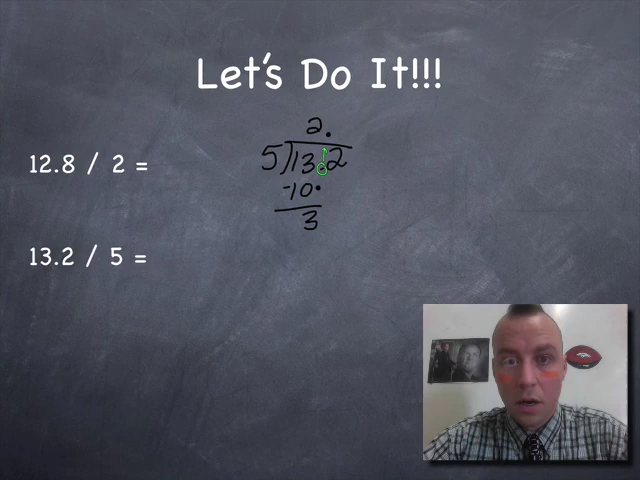 Let's Do It!!!
12.8 / 2 =
13.2 / 5 =
2.
5)13.2
-10.
3